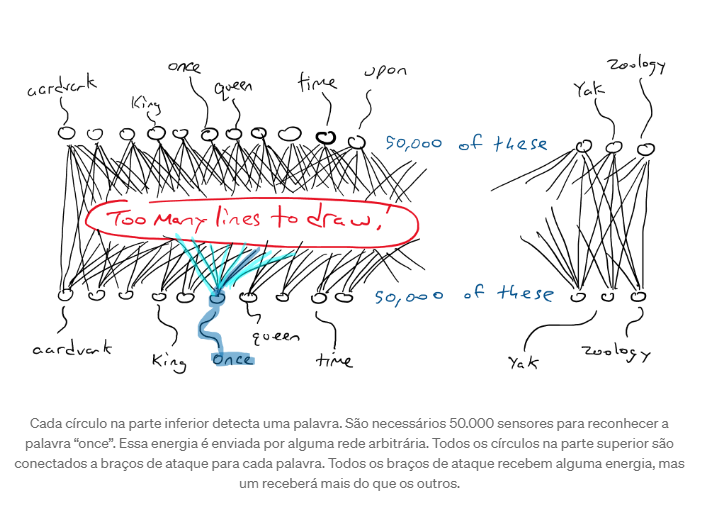 aardvark King once queen time upon Yak zoology
50,000 of these
Too Many lines to draw!
50,000 of these
aardvark King once queen time Yak zoology
Cada círculo na parte inferior detecta uma palavra. São necessários 50.000 sensores para reconhecer a
palavra “once”. Essa energia é enviada por alguma rede arbitrária. Todos os círculos na parte superior são
conectados a braços de ataque para cada palavra. Todos os braços de ataque recebem alguma energia, mas
um receberá mais do que os outros.